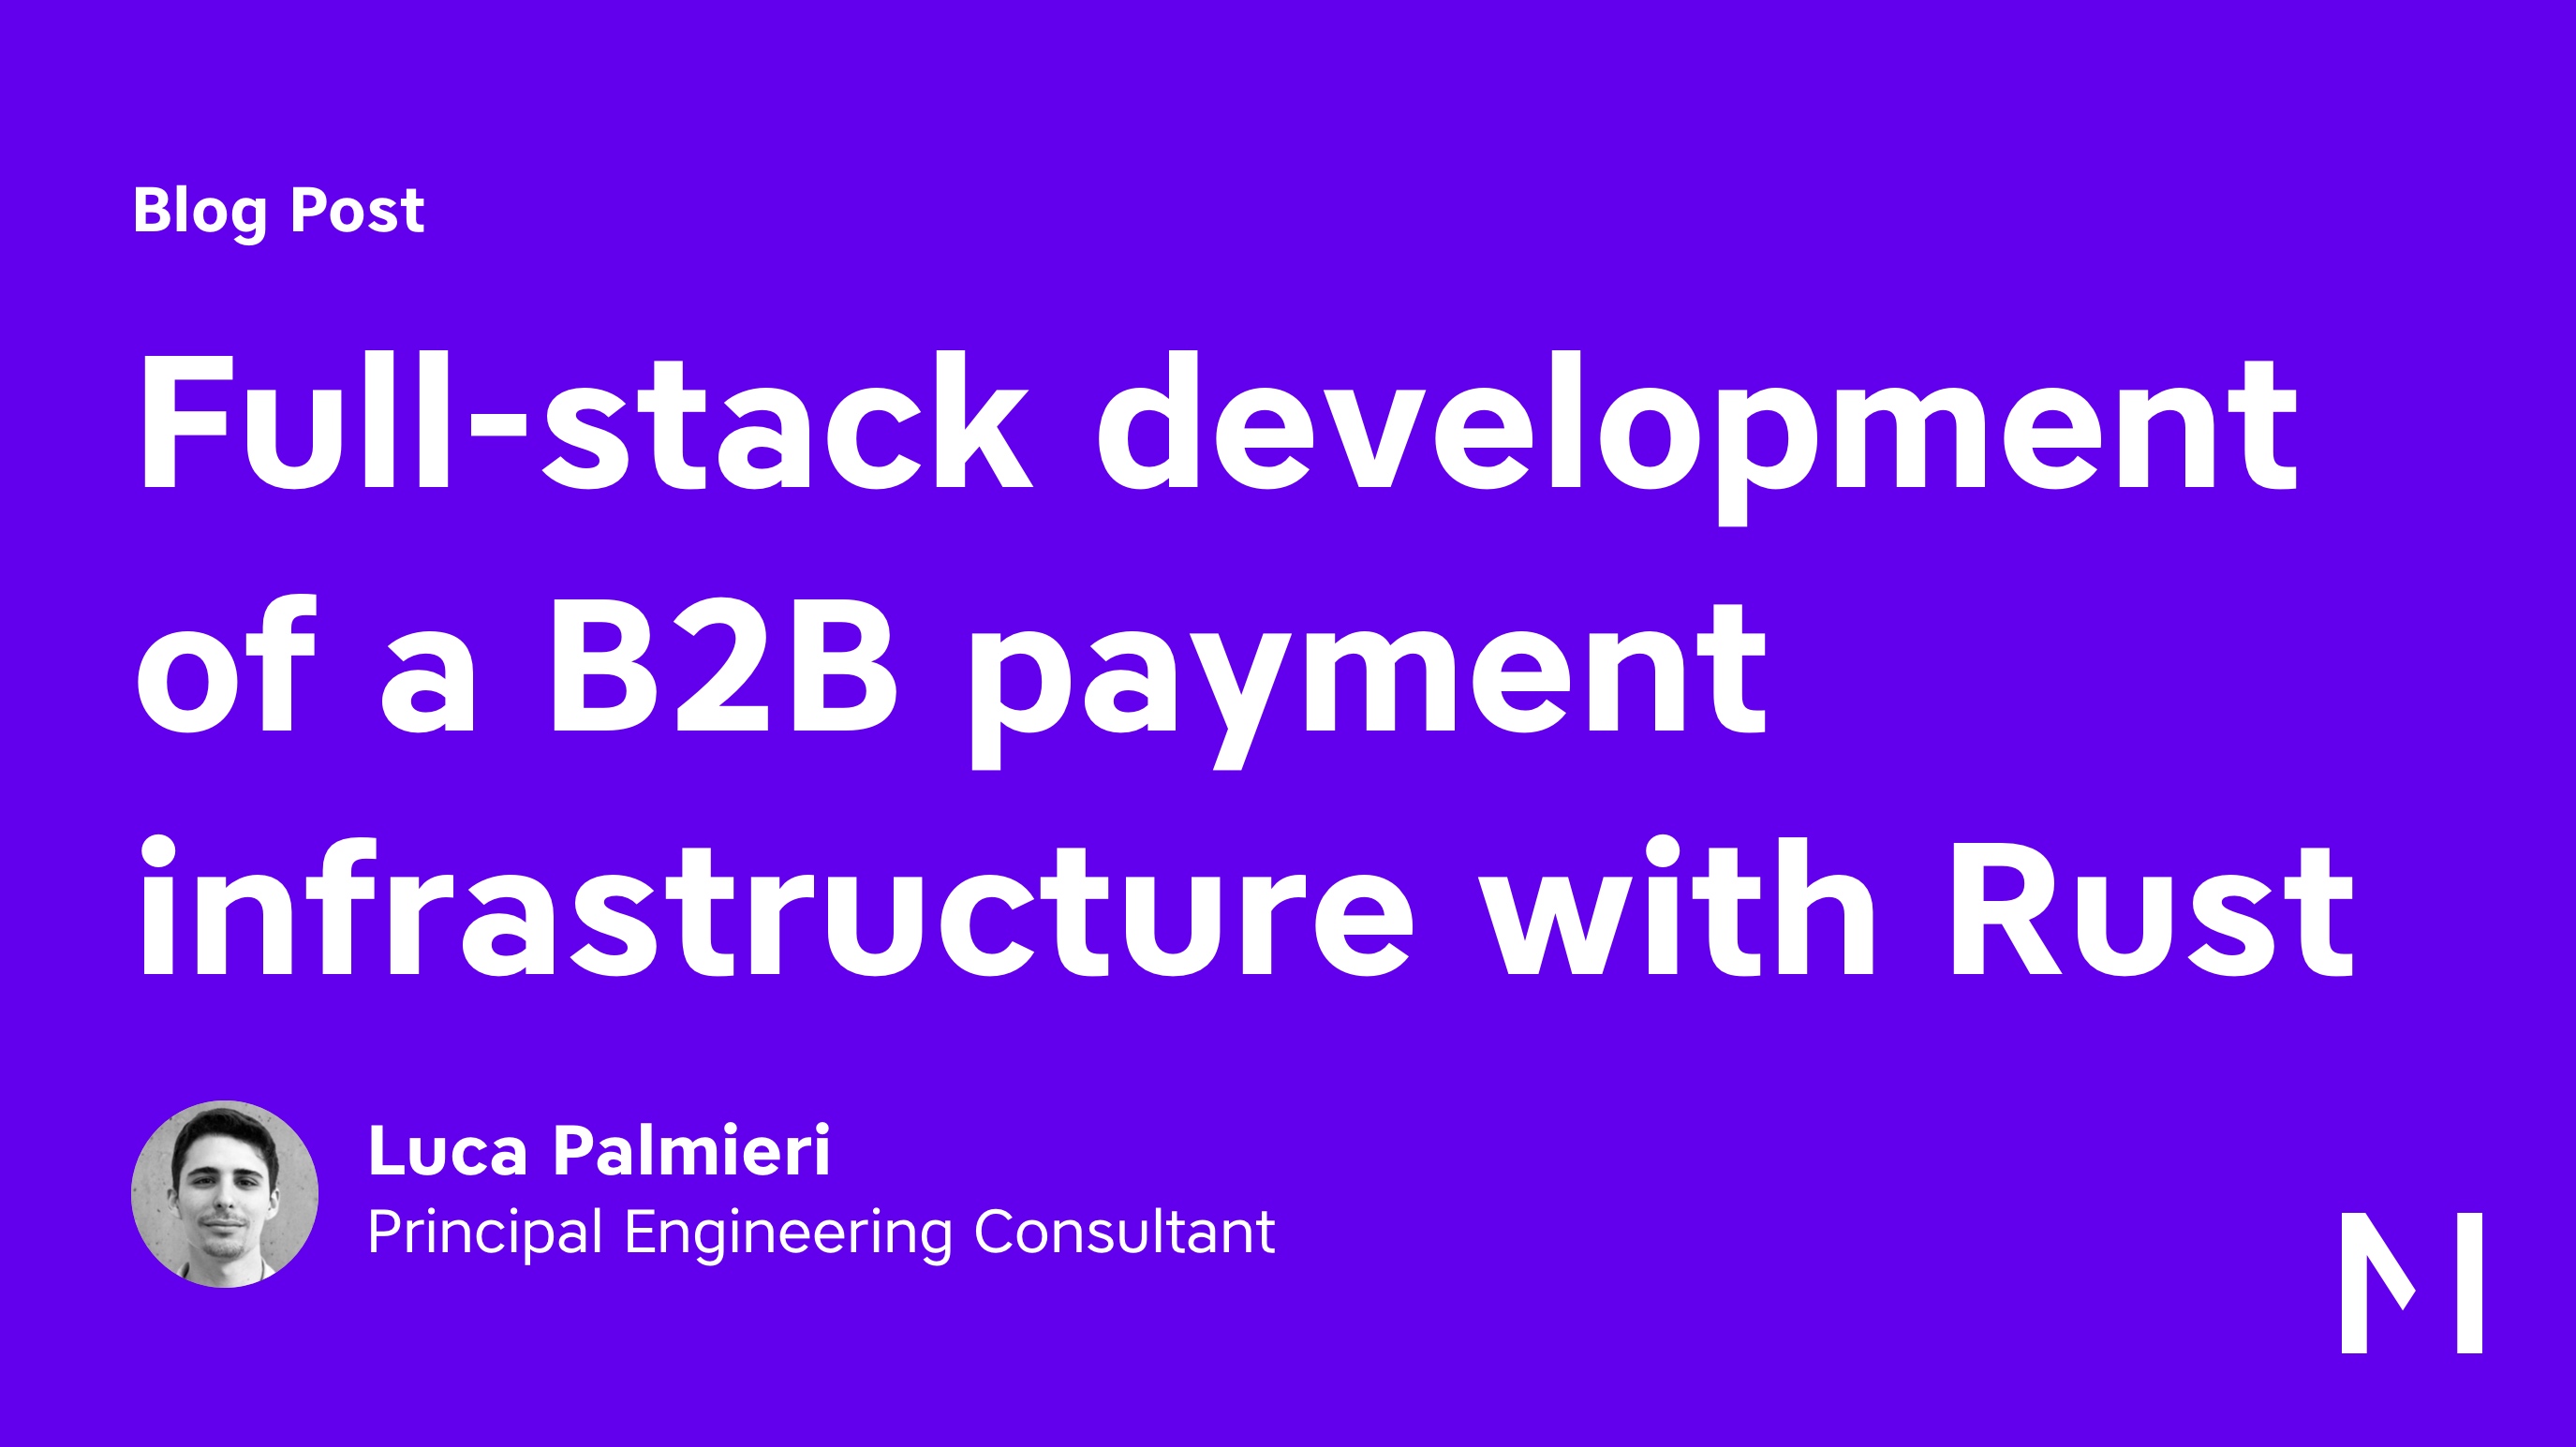 Blog Post
Full-stack development
of a B2B payment
infrastructure with Rust
Luca Palmieri
Principal Engineering Consultant